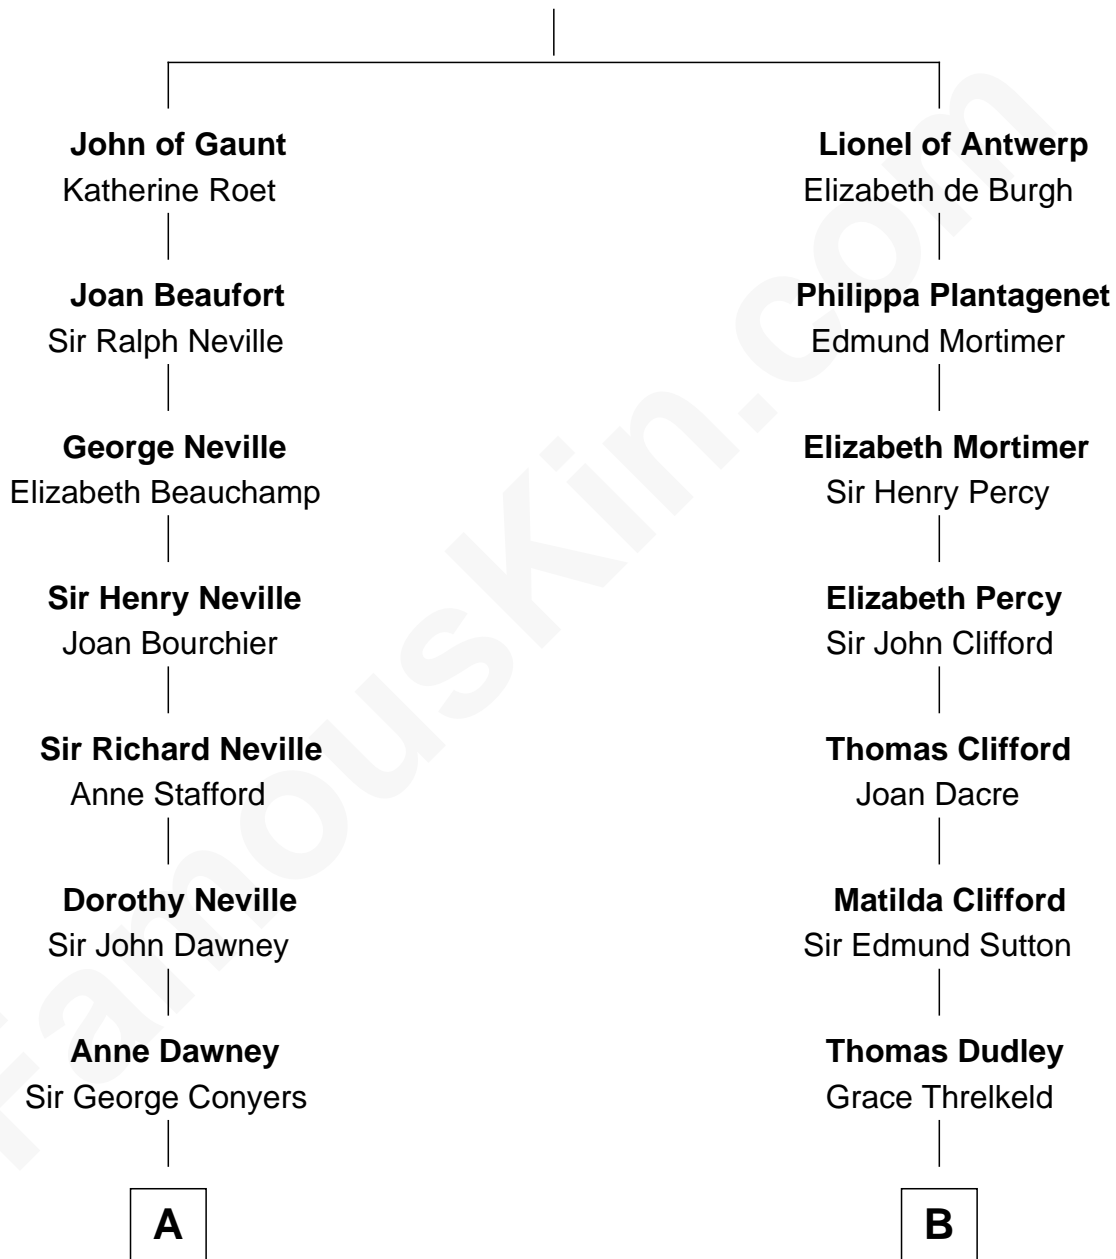 John of Gaunt
Katherine Roet
Joan Beaufort
Sir Ralph Neville
George Neville
Elizabeth Beauchamp
Sir Henry Neville
Joan Bourchier
Sir Richard Neville
Anne Stafford
Dorothy Neville
Sir John Dawney
Anne Dawney
Sir George Conyers
A
Lionel of Antwerp
Elizabeth de Burgh
Philippa Plantagenet
Edmund Mortimer
Elizabeth Mortimer
Sir Henry Percy
Elizabeth Percy
Sir John Clifford
Thomas Clifford
Joan Dacre
Matilda Clifford
Sir Edmund Sutton
Thomas Dudley
Grace Threlkeld
B
FamousKin.com